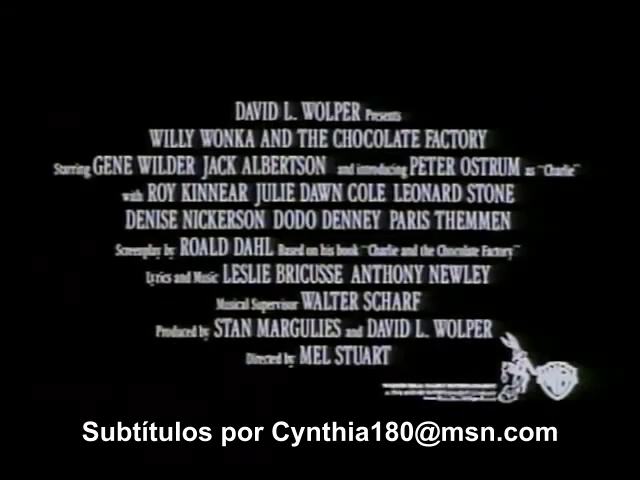 DAVID L. WOLPER Presents
WILLY WONKA AND THE CHOCOLATE FACTORY
Starring GENE WILDER JACK ALBERTSON and introducing PETER OSTRUM as "Charlie"
with ROY KINNEAR JULIE DAWN COLE LEONARD STONE
DENISE NICKERSON DODO DENNEY PARIS THEMMEN
Screenplay by ROALD DAHL Based on his book "Charlie and the Chocolate Factory"
Lyrics and Music LESLIE BRICUSSE ANTHONY NEWLEY
Musical Supervisor WALTER SCHARF
Produced by STAN MARGULIES and DAVID L. WOLPER
Directed by MEL STUART
Subtítulos por Cynthia180@msn.com